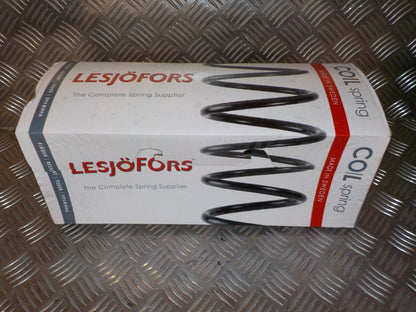 LESJÖFORS
The Complete Spring Supplier
MADE IN SWEDEN
COIL spring
LESJÖFORS
The Complete Spring Supplier
MADE IN SWEDEN
COIL spring